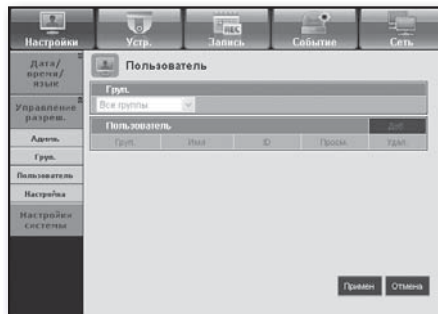 Настройки Устр. Запись Событие Сеть
Дата/
время/
язык
Пользователь
Груп.
Все группы
Управление
разреш.
Пользователь Доб
Груп. Имя ID Просм. Удал.
Админ.
Груп.
Пользователь
Настройка
Настройки
системы
Примен Отмена